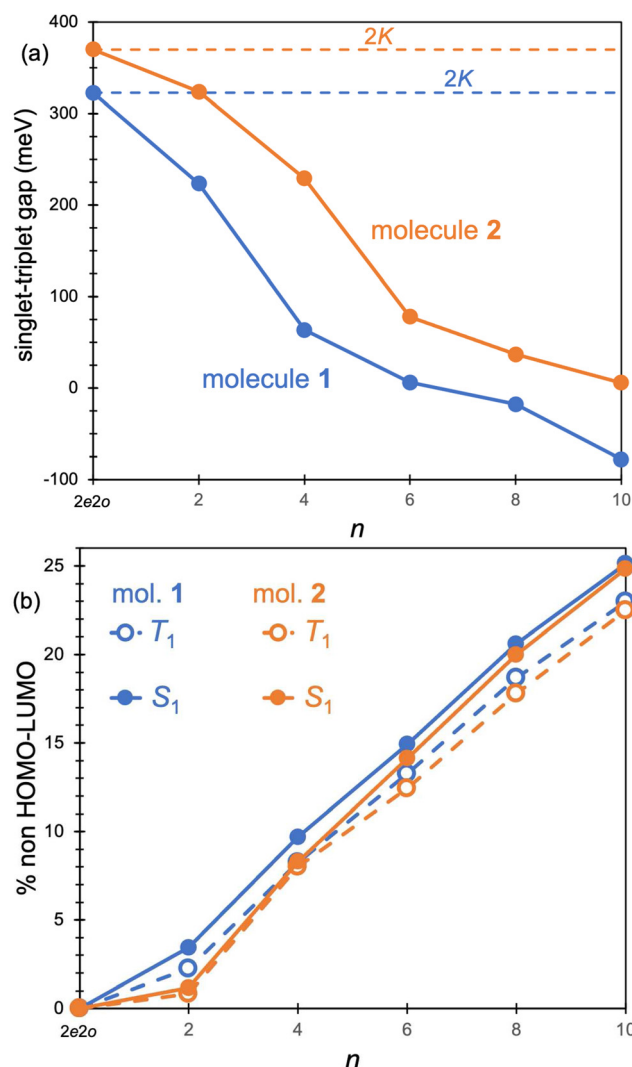 400
(a)
2K
2K
300
200
100
0
-100
singlet-triplet gap (meV)
molecule 2
molecule 1
2e2o
2
4
6
8
10
n
25
(b)
mol. 1
mol. 2
T1
T1
S1
S1
20
15
10
5
0
% non HOMO-LUMO
2e2o
2
4
6
8
10
n